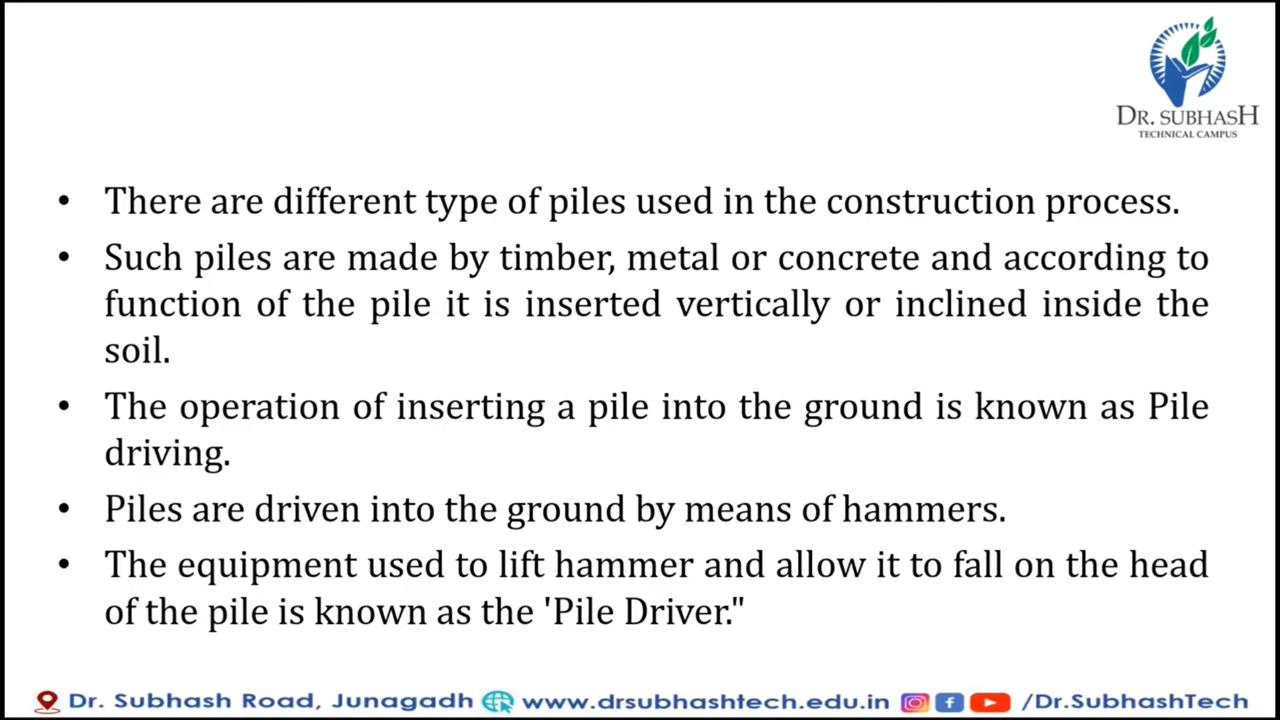 DR. SUBHASH
TECHNICAL CAMPUS
• There are different type of piles used in the construction process.
• Such piles are made by timber, metal or concrete and according to
function of the pile it is inserted vertically or inclined inside the
soil.
• The operation of inserting a pile into the ground is known as Pile
driving.
• Piles are driven into the ground by means of hammers.
• The equipment used to lift hammer and allow it to fall on the head
of the pile is known as the 'Pile Driver."
Dr. Subhash Road, Junagadh www.drsubhashtech.edu.in /Dr.SubhashTech